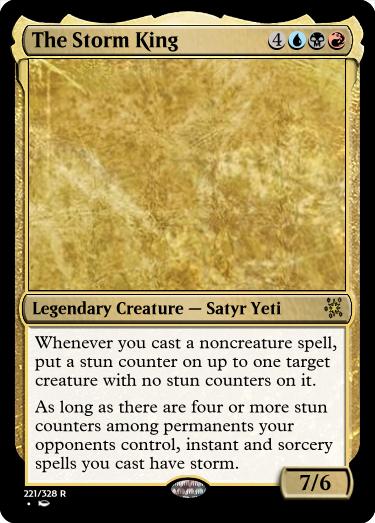 The Storm King 4
Legendary Creature — Satyr Yeti
Whenever you cast a noncreature spell,
put a stun counter on up to one target
creature with no stun counters on it.
As long as there are four or more stun
counters among permanents your
opponents control, instant and sorcery
spells you cast have storm.
7/6
221/328 R